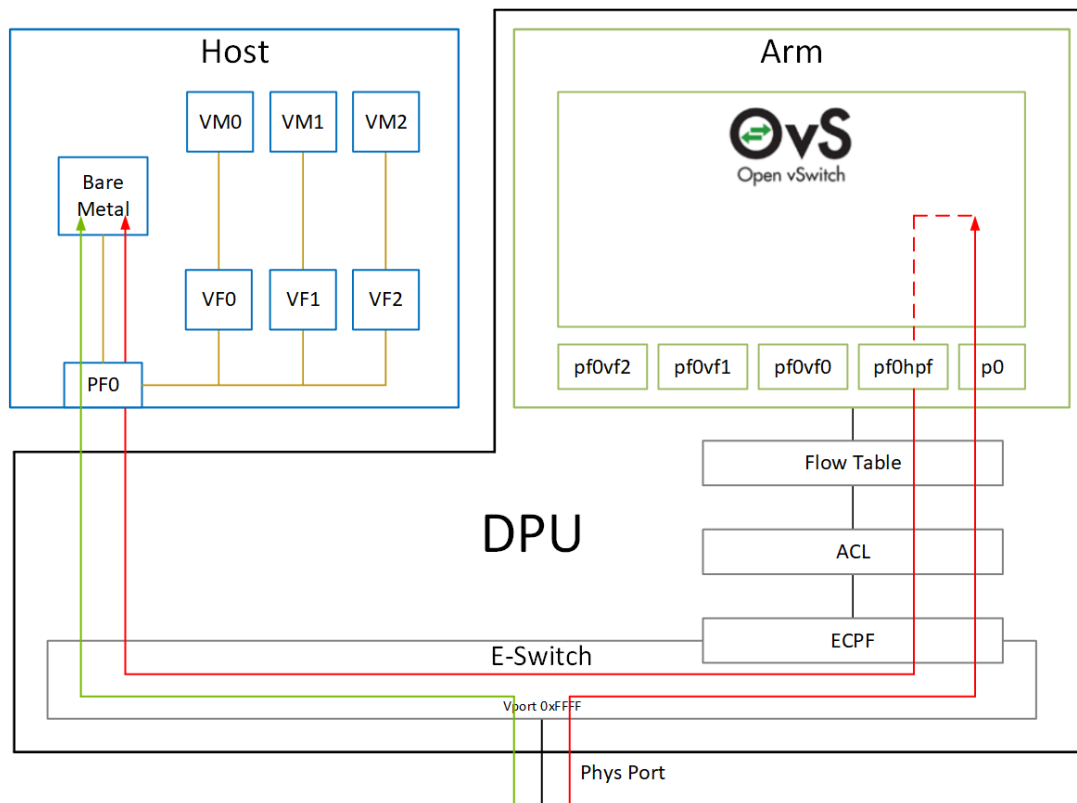 Host
Arm
VM0
VM1
VM2
OvS
Open vSwitch
Bare
Metal
VF0
VF1
VF2
PF0
pf0vf2
pf0vf1
pf0vf0
pf0hpf
p0
Flow Table
DPU
ACL
ECPF
E-Switch
Vport 0xFFFF
Phys Port